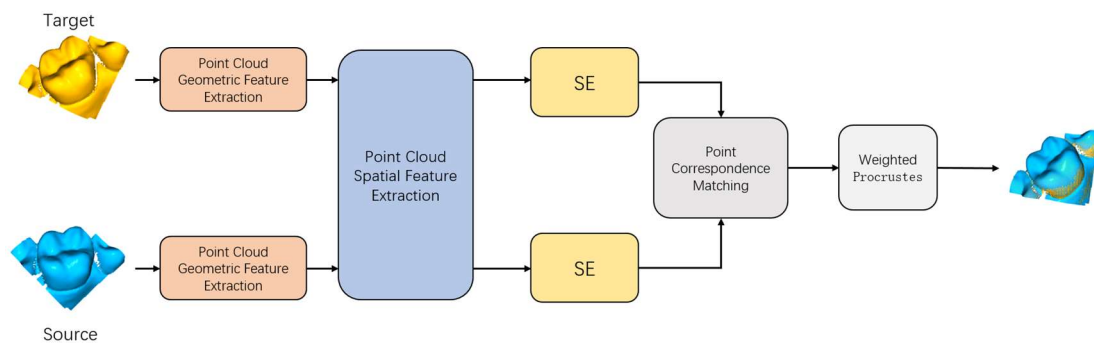 Target
Point Cloud
Geometric Feature
Extraction
SE
Point Cloud
Spatial Feature
Extraction
Point
Correspondence
Matching
Weighted
Procrustes
Point Cloud
Geometric Feature
Extraction
SE
Source